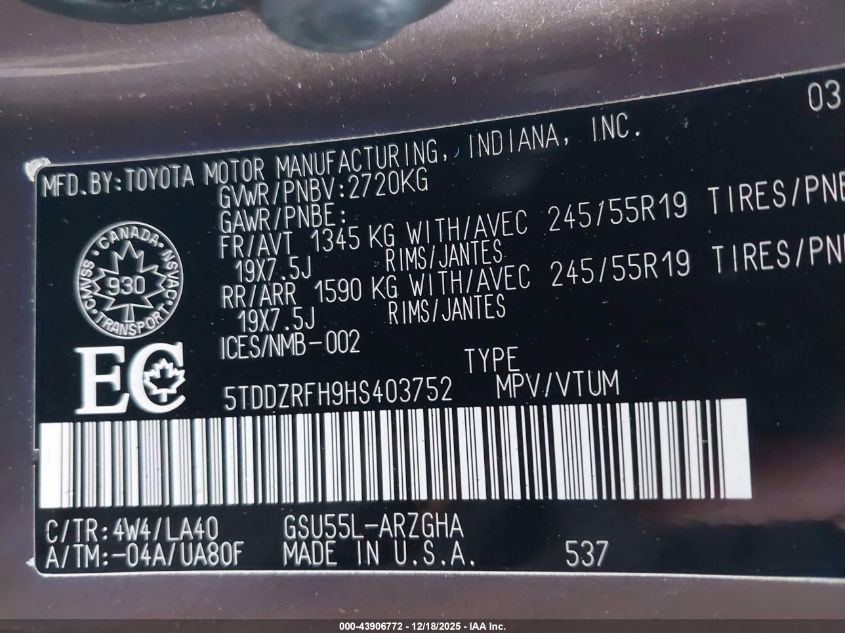 03
MFD.BY:TOYOTA MOTOR MANUFACTURING, INDIANA, INC.
GVWR/PNBV:2720KG
GAWR/PNBE:
FR/AVT 1345 KG WITH/AVEC 245/55R19 TIRES/PNE
19X7.5J RIMS/JANTES
RR/ARR 1590 KG WITH/AVEC 245/55R19 TIRES/PNE
19X7.5J RIMS/JANTES
ICES/NMB-002
CANADA
CMVSS NSVAC
930
TRANSPORT
EC
TYPE
5TDDZRFH9HS403752 MPV/VTUM
C/TR:4W4/LA40 GSU55L-ARZGHA
A/TM:-04A/UA80F MADE IN U.S.A. 537
000-43906772 - 12/18/2025 - IAA Inc.